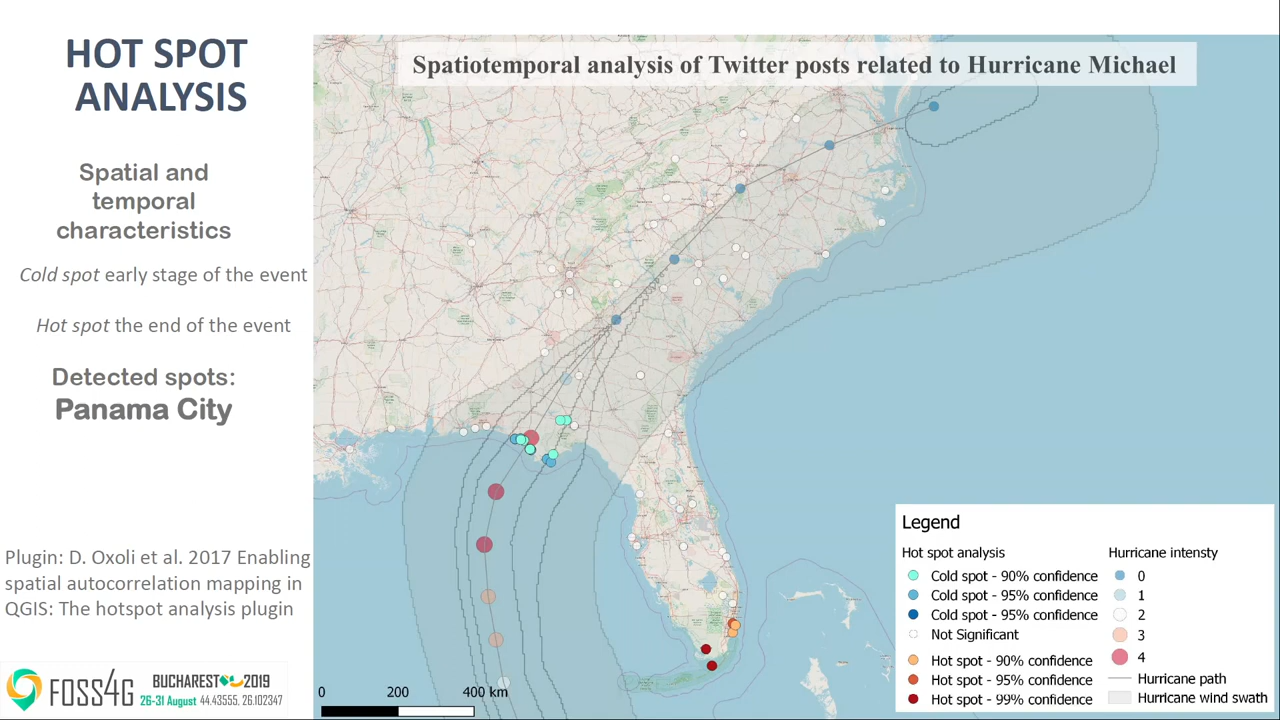 HOT SPOT
ANALYSIS
Spatial and
temporal
characteristics
Cold spot early stage of the event
Hot spot the end of the event
Detected spots:
Panama City
Plugin: D. Oxoli et al. 2017 Enabling
spatial autocorrelation mapping in
QGIS: The hotspot analysis plugin
FOSS4G
BUCHAREST 2019
26-31 August 44.43555, 26.102347
Spatiotemporal analysis of Twitter posts related to Hurricane Michael
0 200 400 km
Legend
Hot spot analysis
Cold spot - 90% confidence
Cold spot - 95% confidence
Cold spot - 95% confidence
Not Significant
Hot spot - 90% confidence
Hot spot - 95% confidence
Hot spot - 99% confidence
Hurricane intensty
0
1
2
3
4
Hurricane path
Hurricane wind swath